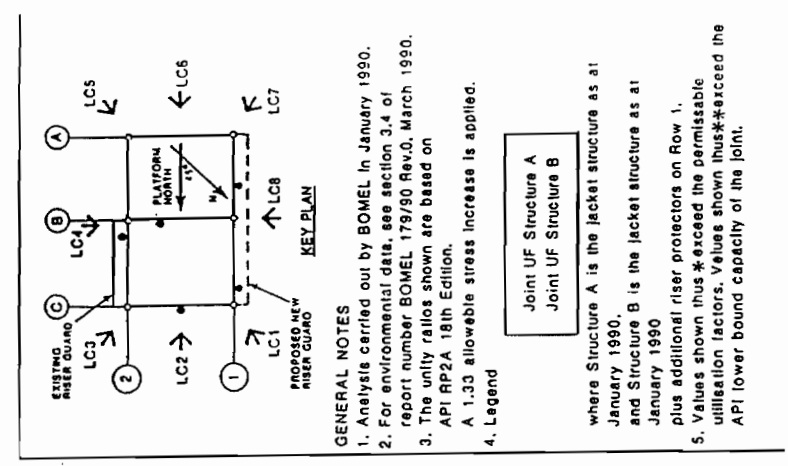 EXISTING
RISER GUARD
C
B
A
LC3
LC4
LC5
2
PLATFORM
NORTH
45°
N
LC2
LC6
1
LC1
LC8
LC7
PROPOSED NEW
RISER GUARD
KEY PLAN
GENERAL NOTES
1. Analysis carried out by BOMEL in January 1990.
2. For environmental data, see section 3.4 of
report number BOMEL 179/90 Rev.0, March 1990.
3. The unity ratios shown are based on
API RP2A 18th Edition.
A 1.33 allowable stress increase is applied.
4. Legend
Joint UF Structure A
Joint UF Structure B
where Structure A is the jacket structure as at
January 1990,
and Structure B is the jacket structure as at
January 1990
plus additional riser protectors on Row 1.
5. Values shown thus * exceed the permissable
utilisation factors. Values shown thus ** exceed the
API lower bound capacity of the joint.